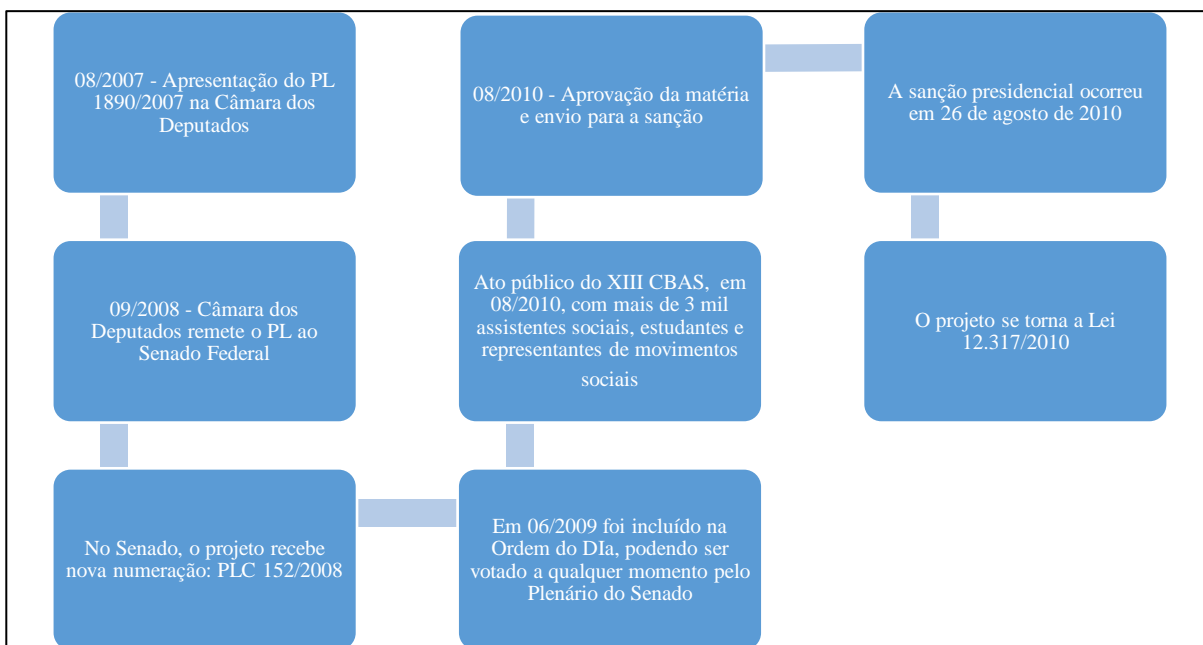 08/2007 - Apresentação do PL
1890/2007 na Câmara dos
Deputados
09/2008 - Câmara dos
Deputados remete o PL ao
Senado Federal
No Senado, o projeto recebe
nova numeração: PLC 152/2008
Em 06/2009 foi incluído na
Ordem do DIa, podendo ser
votado a qualquer momento pelo
Plenário do Senado
Ato público do XIII CBAS, em
08/2010, com mais de 3 mil
assistentes sociais, estudantes e
representantes de movimentos
sociais
08/2010 - Aprovação da matéria
e envio para a sanção
A sanção presidencial ocorreu
em 26 de agosto de 2010
O projeto se torna a Lei
12.317/2010